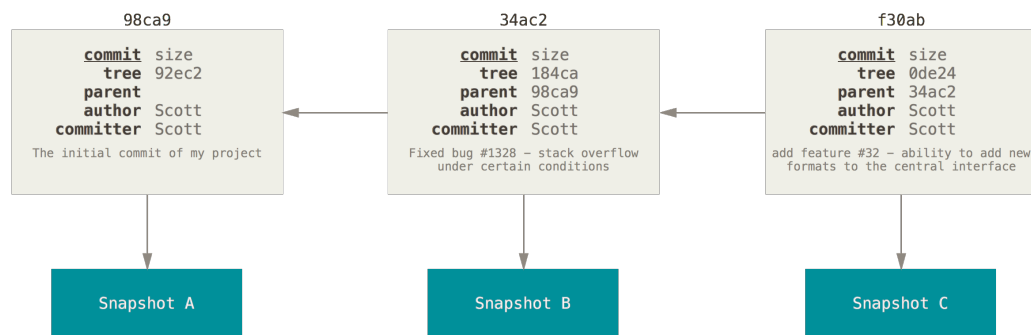 98ca9
commit size
tree 92ec2
parent
author Scott
committer Scott
The initial commit of my project
Snapshot A
34ac2
commit size
tree 184ca
parent 98ca9
author Scott
committer Scott
Fixed bug #1328 – stack overflow
under certain conditions
Snapshot B
f30ab
commit size
tree 0de24
parent 34ac2
author Scott
committer Scott
add feature #32 – ability to add new
formats to the central interface
Snapshot C